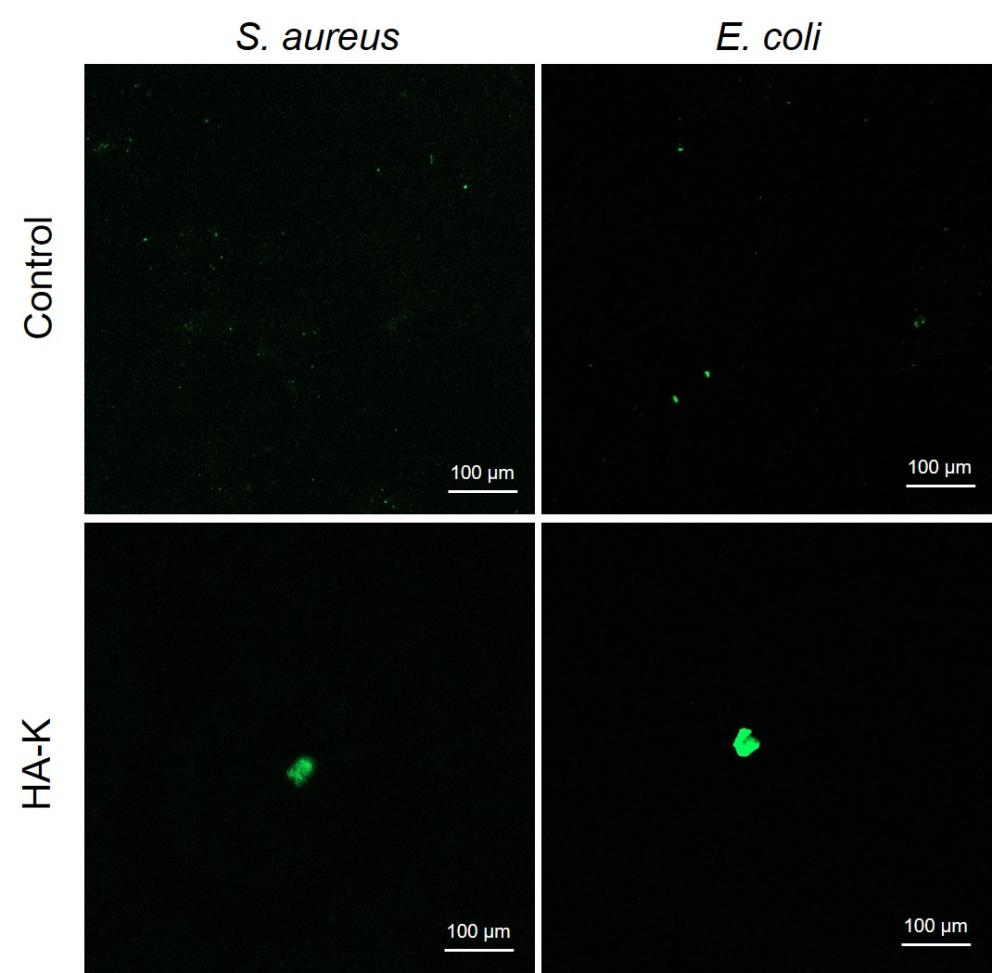 S. aureus
E. coli
Control
100 µm
100 µm
HA-K
100 µm
100 µm